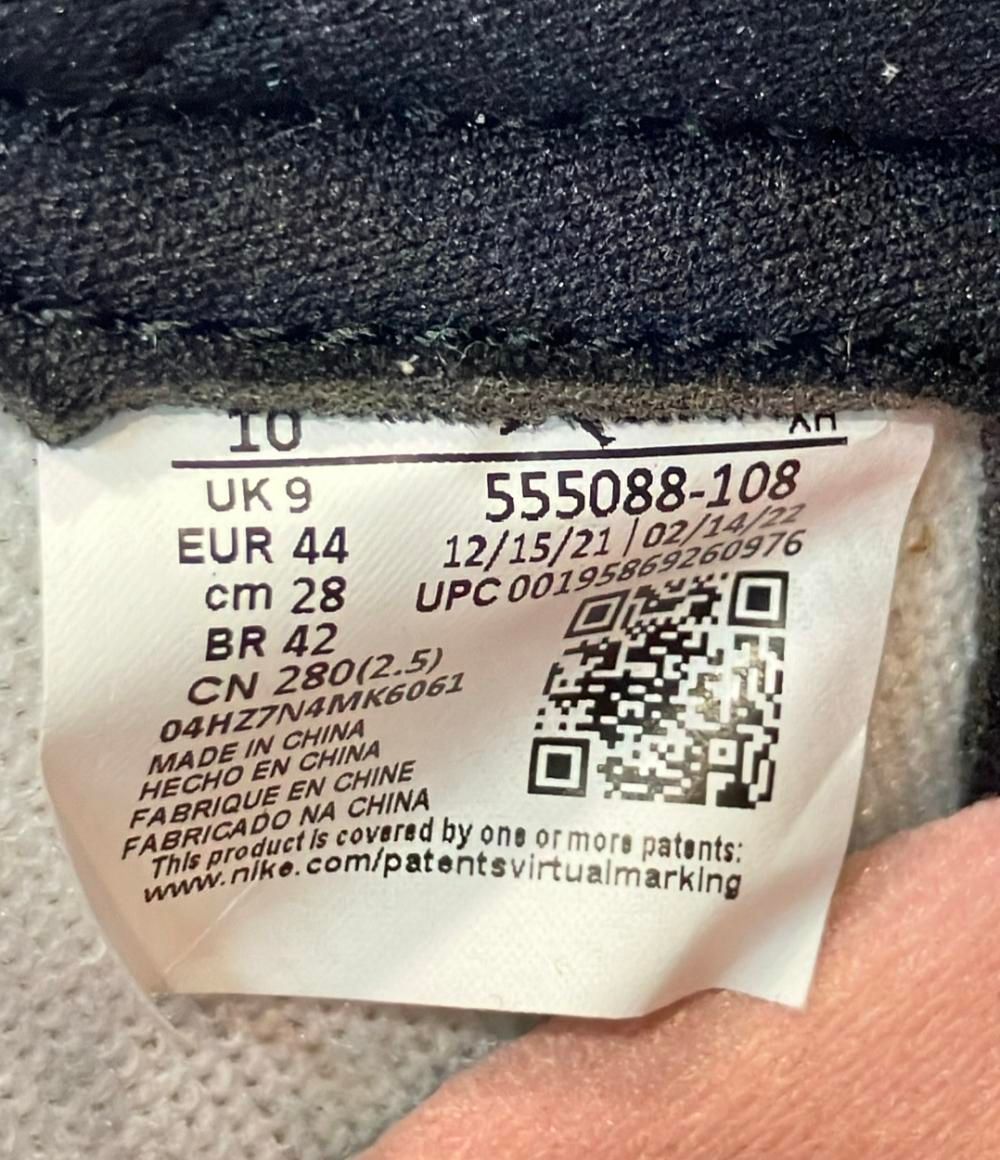 10 XH
UK 9
555088-108
EUR 44
12/15/21 | 02/14/22
cm 28
UPC 00195869260976
BR 42
CN 280(2.5)
04HZ7N4MK6061
MADE IN CHINA
HECHO EN CHINA
FABRIQUE EN CHINE
FABRICADO NA CHINA
This product is covered by one or more patents:
www.nike.com/patentsvirtualmarking